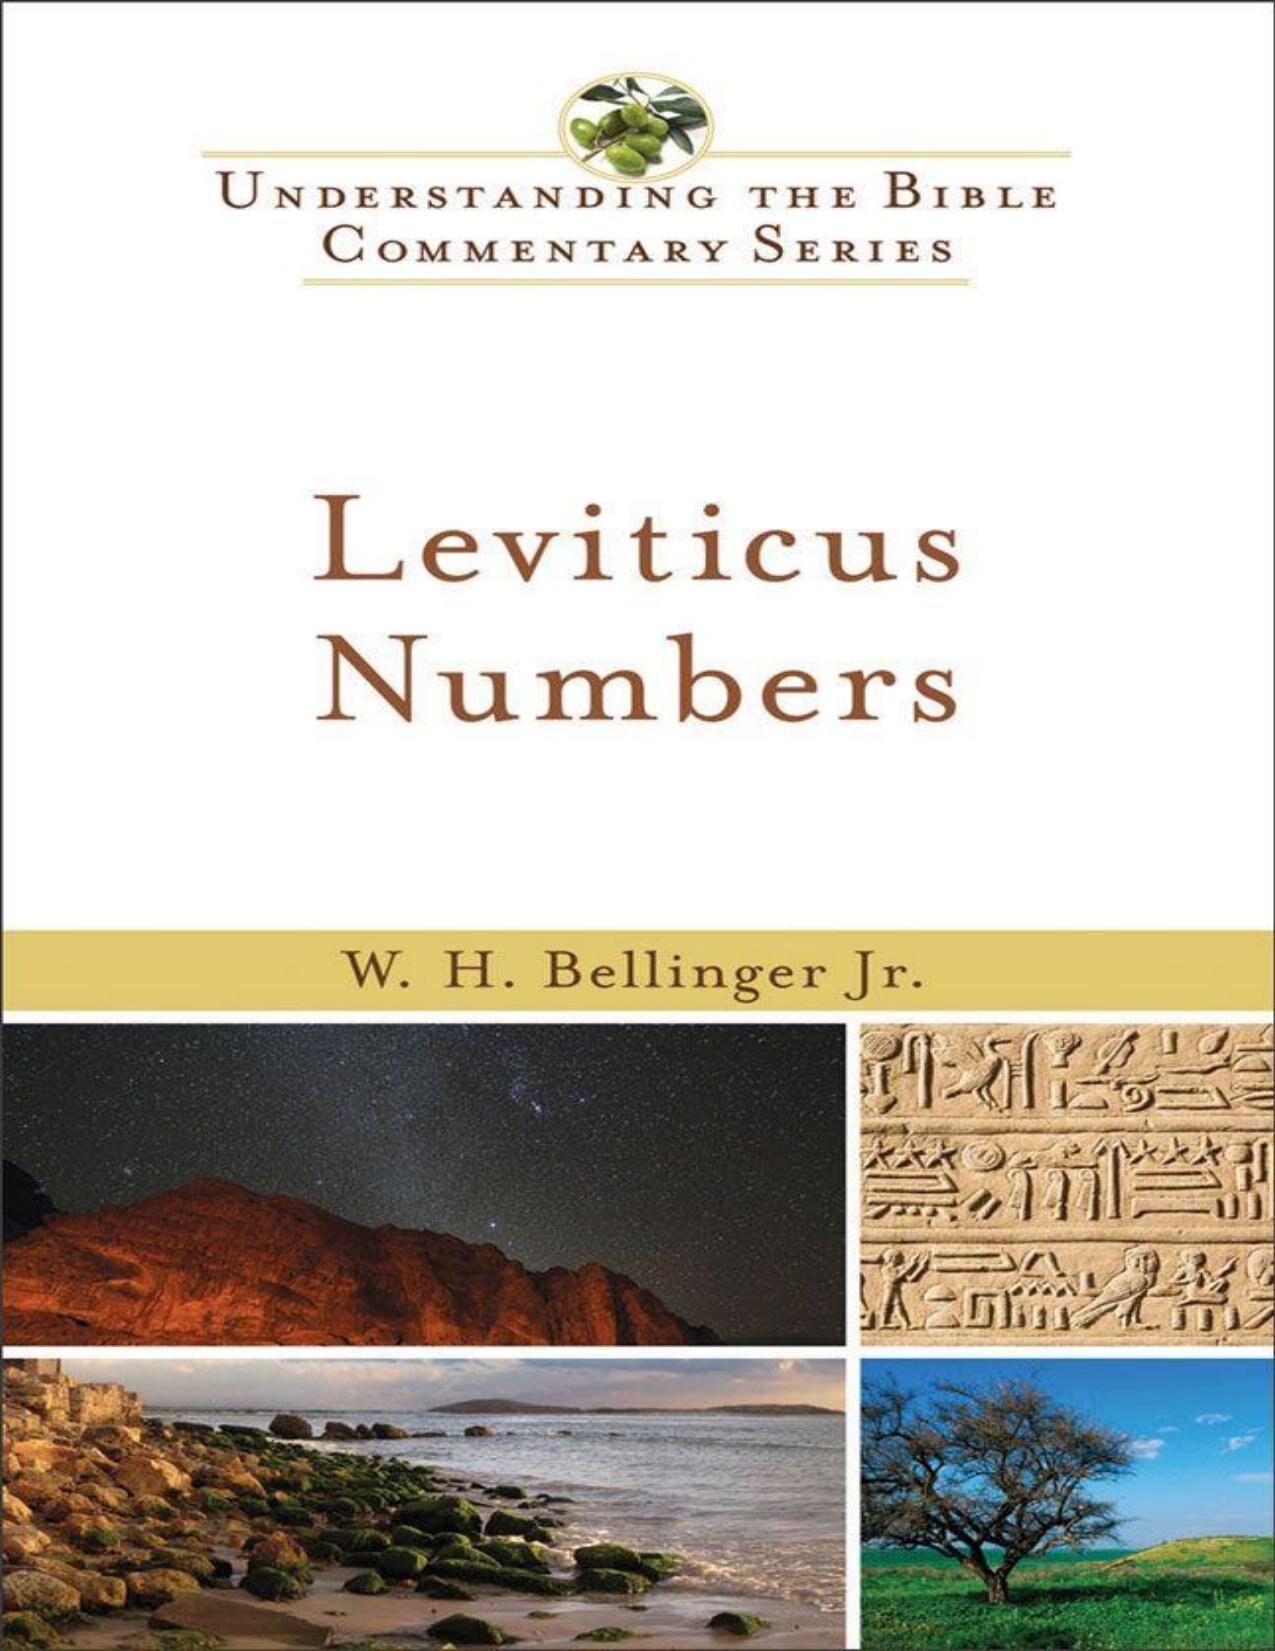 Understanding the Bible
Commentary Series
Leviticus
Numbers
W. H. Bellinger Jr.